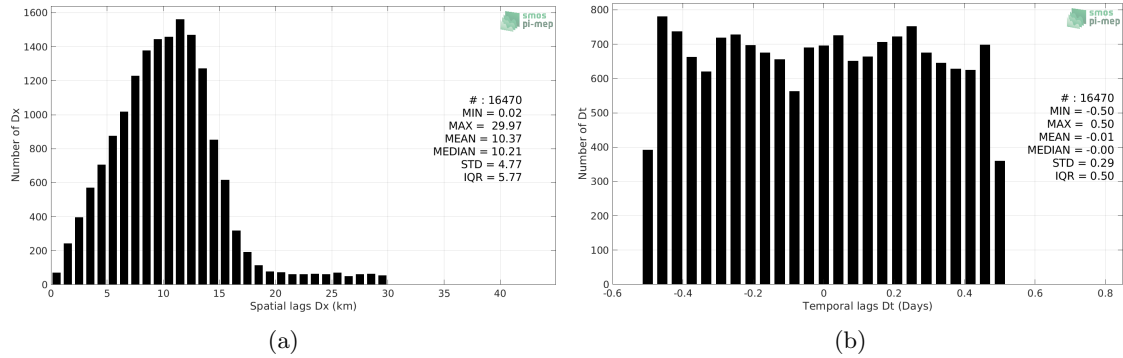 1600
1400
1200
1000
800
600
400
200
0
Number of Dx
0 5 10 15 20 25 30 35 40
Spatial lags Dx (km)
smos
pi-mep
# : 16470
MIN = 0.02
MAX = 29.97
MEAN = 10.37
MEDIAN = 10.21
STD = 4.77
IQR = 5.77
(a)
800
700
600
500
400
300
200
100
0
Number of Dt
-0.6 -0.4 -0.2 0 0.2 0.4 0.6 0.8
Temporal lags Dt (Days)
smos
pi-mep
# : 16470
MIN = -0.50
MAX = 0.50
MEAN = -0.01
MEDIAN = -0.00
STD = 0.29
IQR = 0.50
(b)